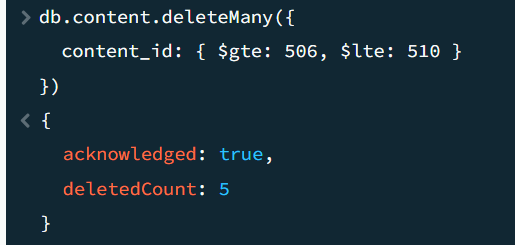 > db.content.deleteMany({
content_id: { $gte: 506, $lte: 510 }
})
< {
acknowledged: true,
deletedCount: 5
}